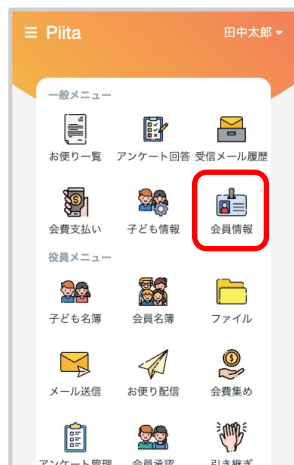 ≡ Piita 田中太郎▼
一般メニュー
お便り一覧 アンケート回答 受信メール履歴
会費支払い 子ども情報 会員情報
役員メニュー
子ども名簿 会員名簿 ファイル
メール送信 お便り配信 会費集め
アンケート管理 会員承認 引き継ぎ